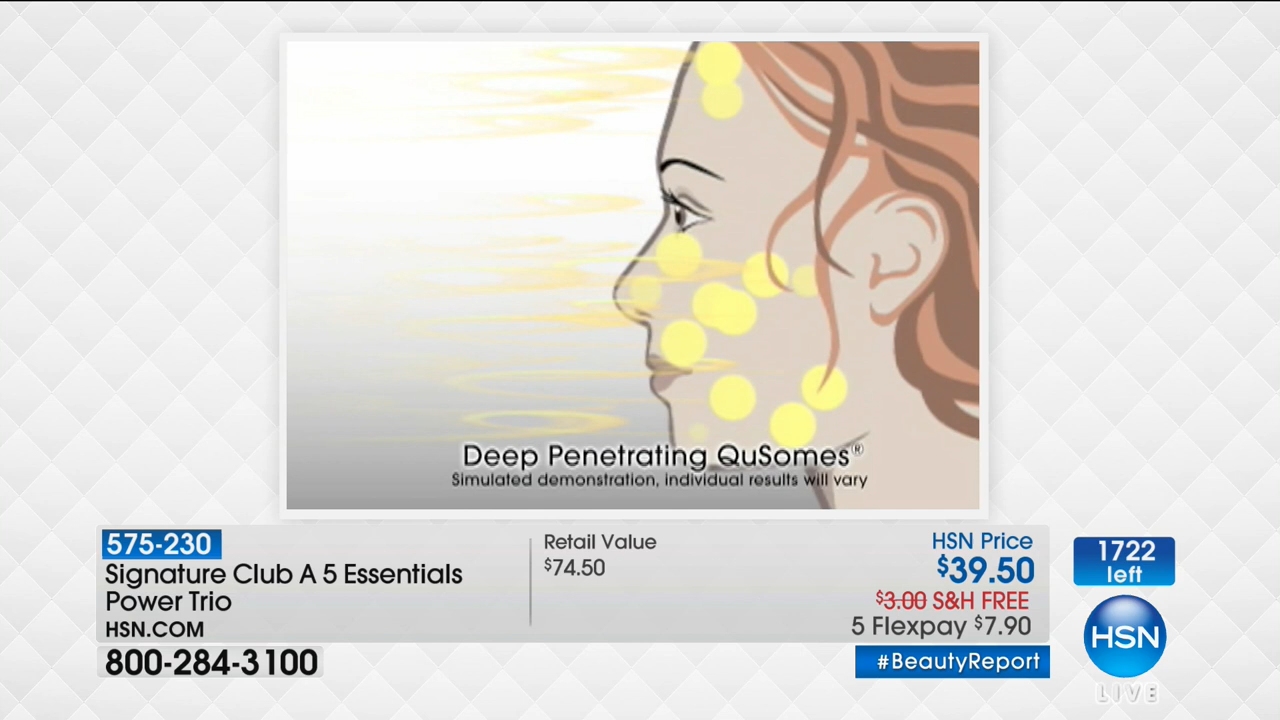 Deep Penetrating QuSomes®
Simulated demonstration, individual results will vary
575-230
Signature Club A 5 Essentials
Power Trio
HSN.COM
800-284-3100
Retail Value
$74.50
HSN Price
$39.50
$3.00 S&H FREE
5 Flexpay $7.90
#BeautyReport
1722
left
HSN
LIVE